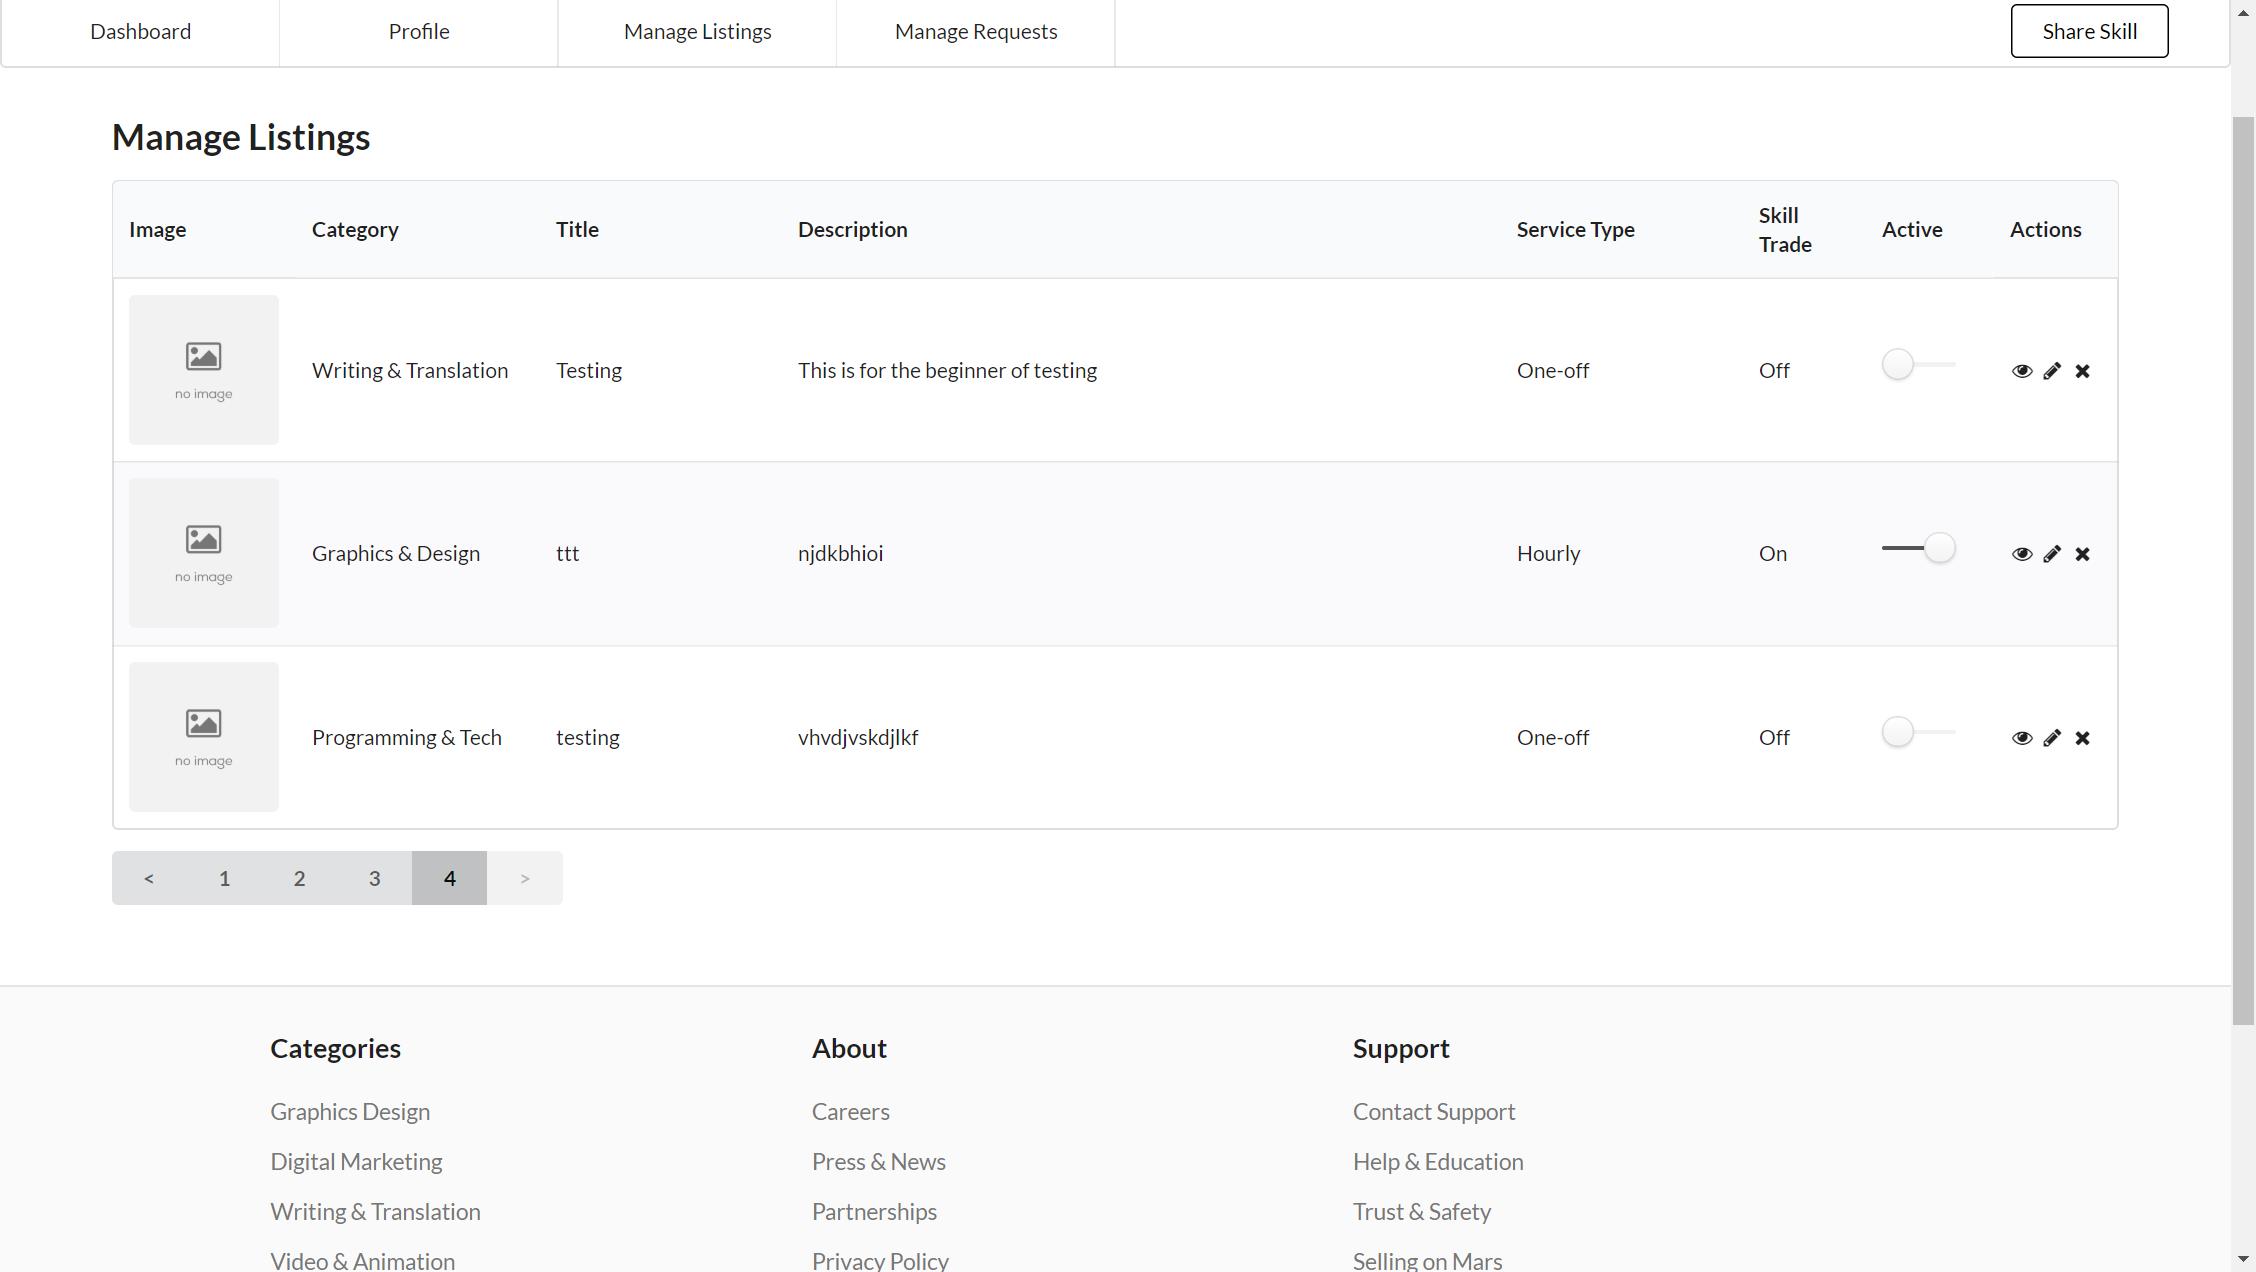 Dashboard Profile Manage Listings Manage Requests Share Skill
Manage Listings
Image Category Title Description Service Type Skill Trade Active Actions
no image Writing & Translation Testing This is for the beginner of testing One-off Off
no image Graphics & Design ttt njdkbhioi Hourly On
no image Programming & Tech testing vhvdjvskdjlkf One-off Off
< 1 2 3 4 >
Categories About Support
Graphics Design Careers Contact Support
Digital Marketing Press & News Help & Education
Writing & Translation Partnerships Trust & Safety
Video & Animation Privacy Policy Selling on Mars